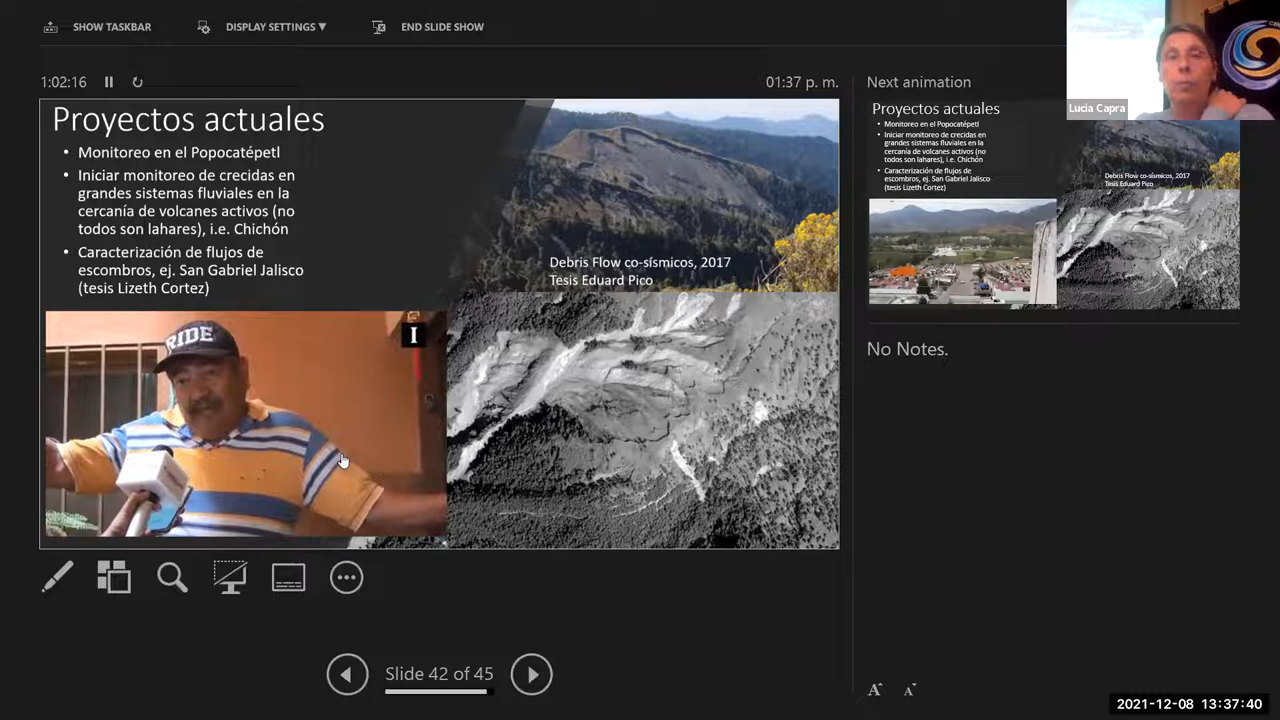 SHOW TASKBAR
DISPLAY SETTINGS ▼
END SLIDE SHOW
1:02:16
01:37 p. m.
Proyectos actuales
• Monitoreo en el Popocatépetl
• Iniciar monitoreo de crecidas en
grandes sistemas fluviales en la
cercanía de volcanes activos (no
todos son lahares), i.e. Chichón
• Caracterización de flujos de
escombros, ej. San Gabriel Jalisco
(tesis Lizeth Cortez)
Debris Flow co-sísmicos, 2017
Tesis Eduard Pico
RIDE
I
Slide 42 of 45
Next animation
Lucia Capra
Proyectos actuales
• Monitoreo en el Popocatépetl
• Iniciar monitoreo de crecidas en
grandes sistemas fluviales en la
cercanía de volcanes activos (no
todos son lahares), i.e. Chichón
• Caracterización de flujos de
escombros, ej. San Gabriel Jalisco
(tesis Lizeth Cortez)
Debris Flow co-sísmicos, 2017
Tesis Eduard Pico
No Notes.
A A
2021-12-08 13:37:40